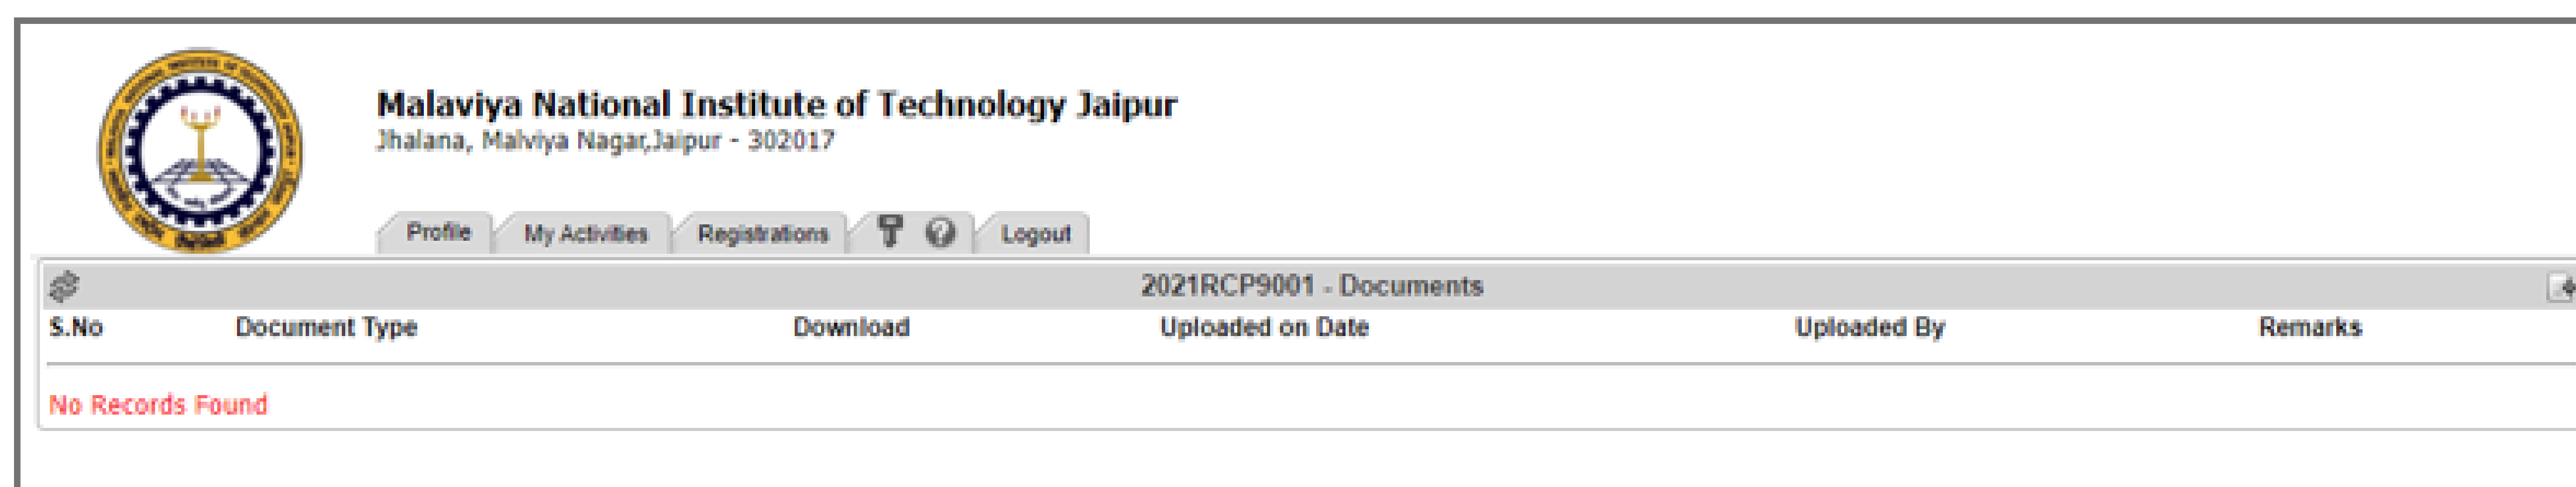 Malaviya National Institute of Technology Jaipur
Jhalana, Malviya Nagar,Jaipur - 302017
Profile My Activities Registrations Logout
2021RCP9001 - Documents
S.No Document Type Download Uploaded on Date Uploaded By Remarks
No Records Found